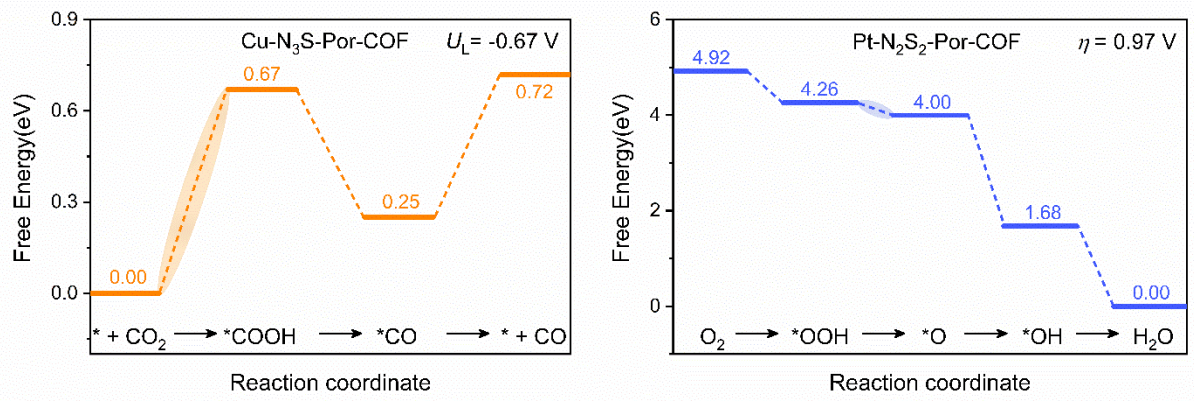 Cu-N₃S-Por-COF U_L= -0.67 V
0.9
0.6
0.3
0.0
Free Energy(eV)
0.00
0.67
0.25
0.72
* + CO₂ → *COOH → *CO → * + CO
Reaction coordinate
Pt-N₂S₂-Por-COF η = 0.97 V
6
4
2
0
Free Energy(eV)
4.92
4.26
4.00
1.68
0.00
O₂ → *OOH → *O → *OH → H₂O
Reaction coordinate